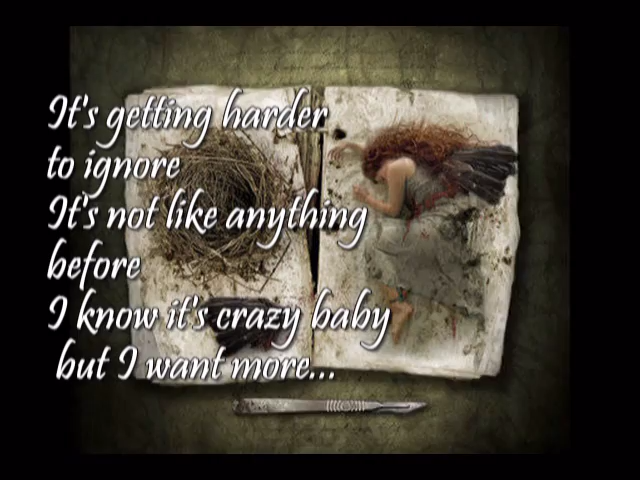 It's getting harder
to ignore
It's not like anything
before
I know it's crazy baby
but I want more...